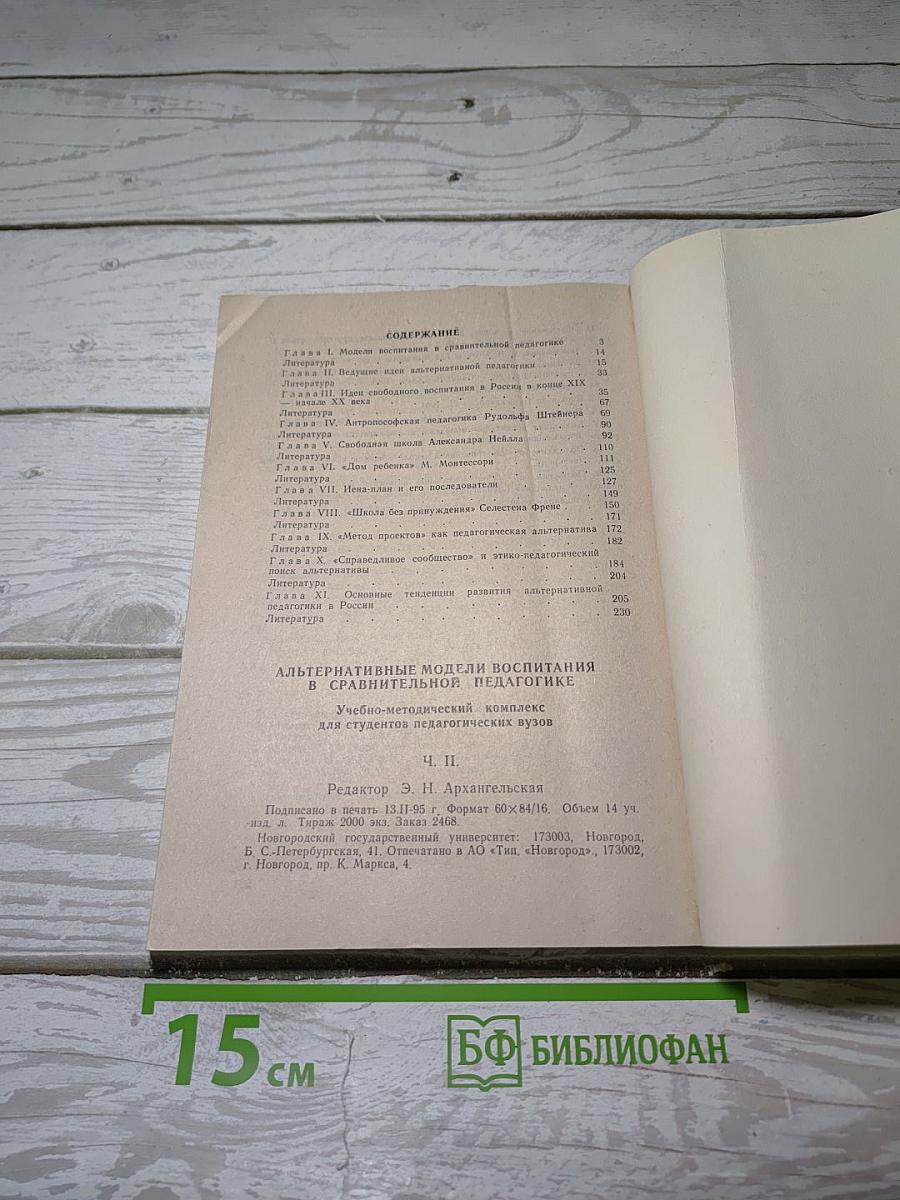 СОДЕРЖАНИЕ
Глава I. Модели воспитания в сравнительной педагогике 3
Литература . . . . . . . . . . . . 14
Глава II. Ведущие идеи альтернативной педагогики . . . 15
Литература . . . . . . . . . . . . 33
Глава III. Идеи свободного воспитания в России в конце XIX
— начале XX века . . . . . . . . . . 35
Литература . . . . . . . . . . . . 67
Глава IV. Антропософская педагогика Рудольфа Штейнера 69
Литература . . . . . . . . . . . . 90
Глава V. Свободная школа Александра Нейлла . . . . 92
Литература . . . . . . . . . . . . 110
Глава VI. «Дом ребенка» М. Монтессори . . . . . 111
Литература . . . . . . . . . . . . 125
Глава VII. Иена-план и его последователи . . . . . 127
Литература . . . . . . . . . . . . 149
Глава VIII. «Школа без принуждения» Селестена Френе . 150
Литература . . . . . . . . . . . . 171
Глава IX. «Метод проектов» как педагогическая альтернатива 172
Литература . . . . . . . . . . . . 182
Глава X. «Справедливое сообщество» и этико-педагогический
поиск альтернативы . . . . . . . . . . 184
Литература . . . . . . . . . . . . 204
Глава XI. Основные тенденции развития альтернативной
педагогики в России . . . . . . . . . . 205
Литература . . . . . . . . . . . . 230
АЛЬТЕРНАТИВНЫЕ МОДЕЛИ ВОСПИТАНИЯ
В СРАВНИТЕЛЬНОЙ ПЕДАГОГИКЕ
Учебно-методический комплекс
для студентов педагогических вузов
Ч. II.
Редактор Э. Н. Архангельская
Подписано в печать 13.II-95 г. Формат 60×84/16. Объем 14 уч.
-изд. л. Тираж 2000 экз. Заказ 2468.
Новгородский государственный университет: 173003, Новгород,
Б. С.-Петербургская, 41. Отпечатано в АО «Тип. «Новгород»., 173002,
г. Новгород, пр. К. Маркса, 4.
15 см
БФ БИБЛИОФАН